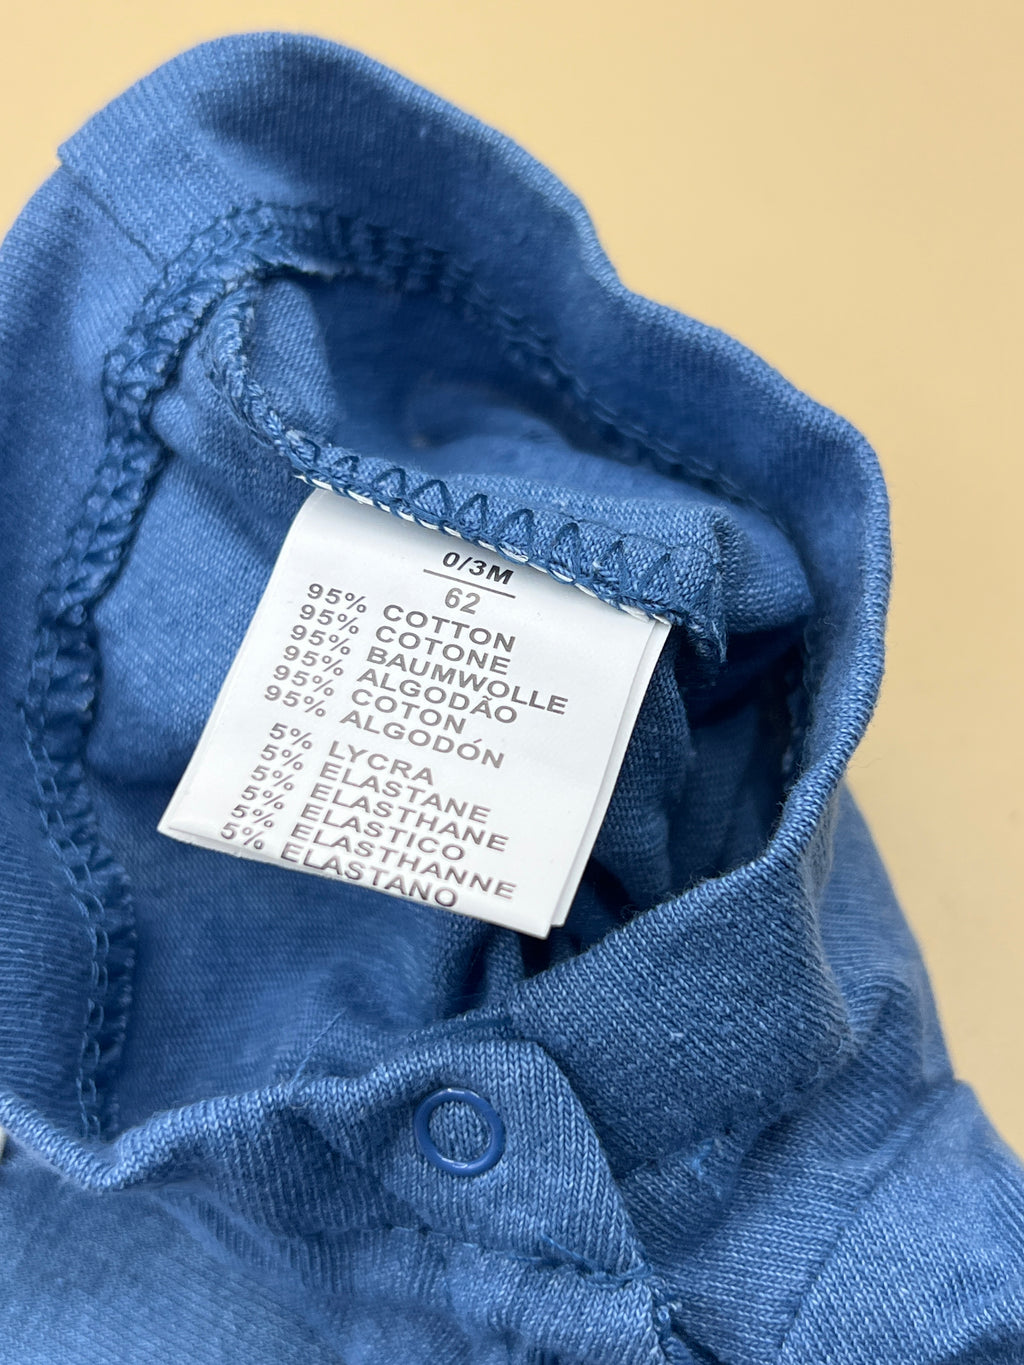 0/3M
62
95% COTTON
95% COTONE
95% BAUMWOLLE
95% ALGODÃO
95% COTON
95% ALGODÓN
5% LYCRA
5% ELASTANE
5% ELASTHANE
5% ELASTICO
5% ELASTHANNE
5% ELASTANO